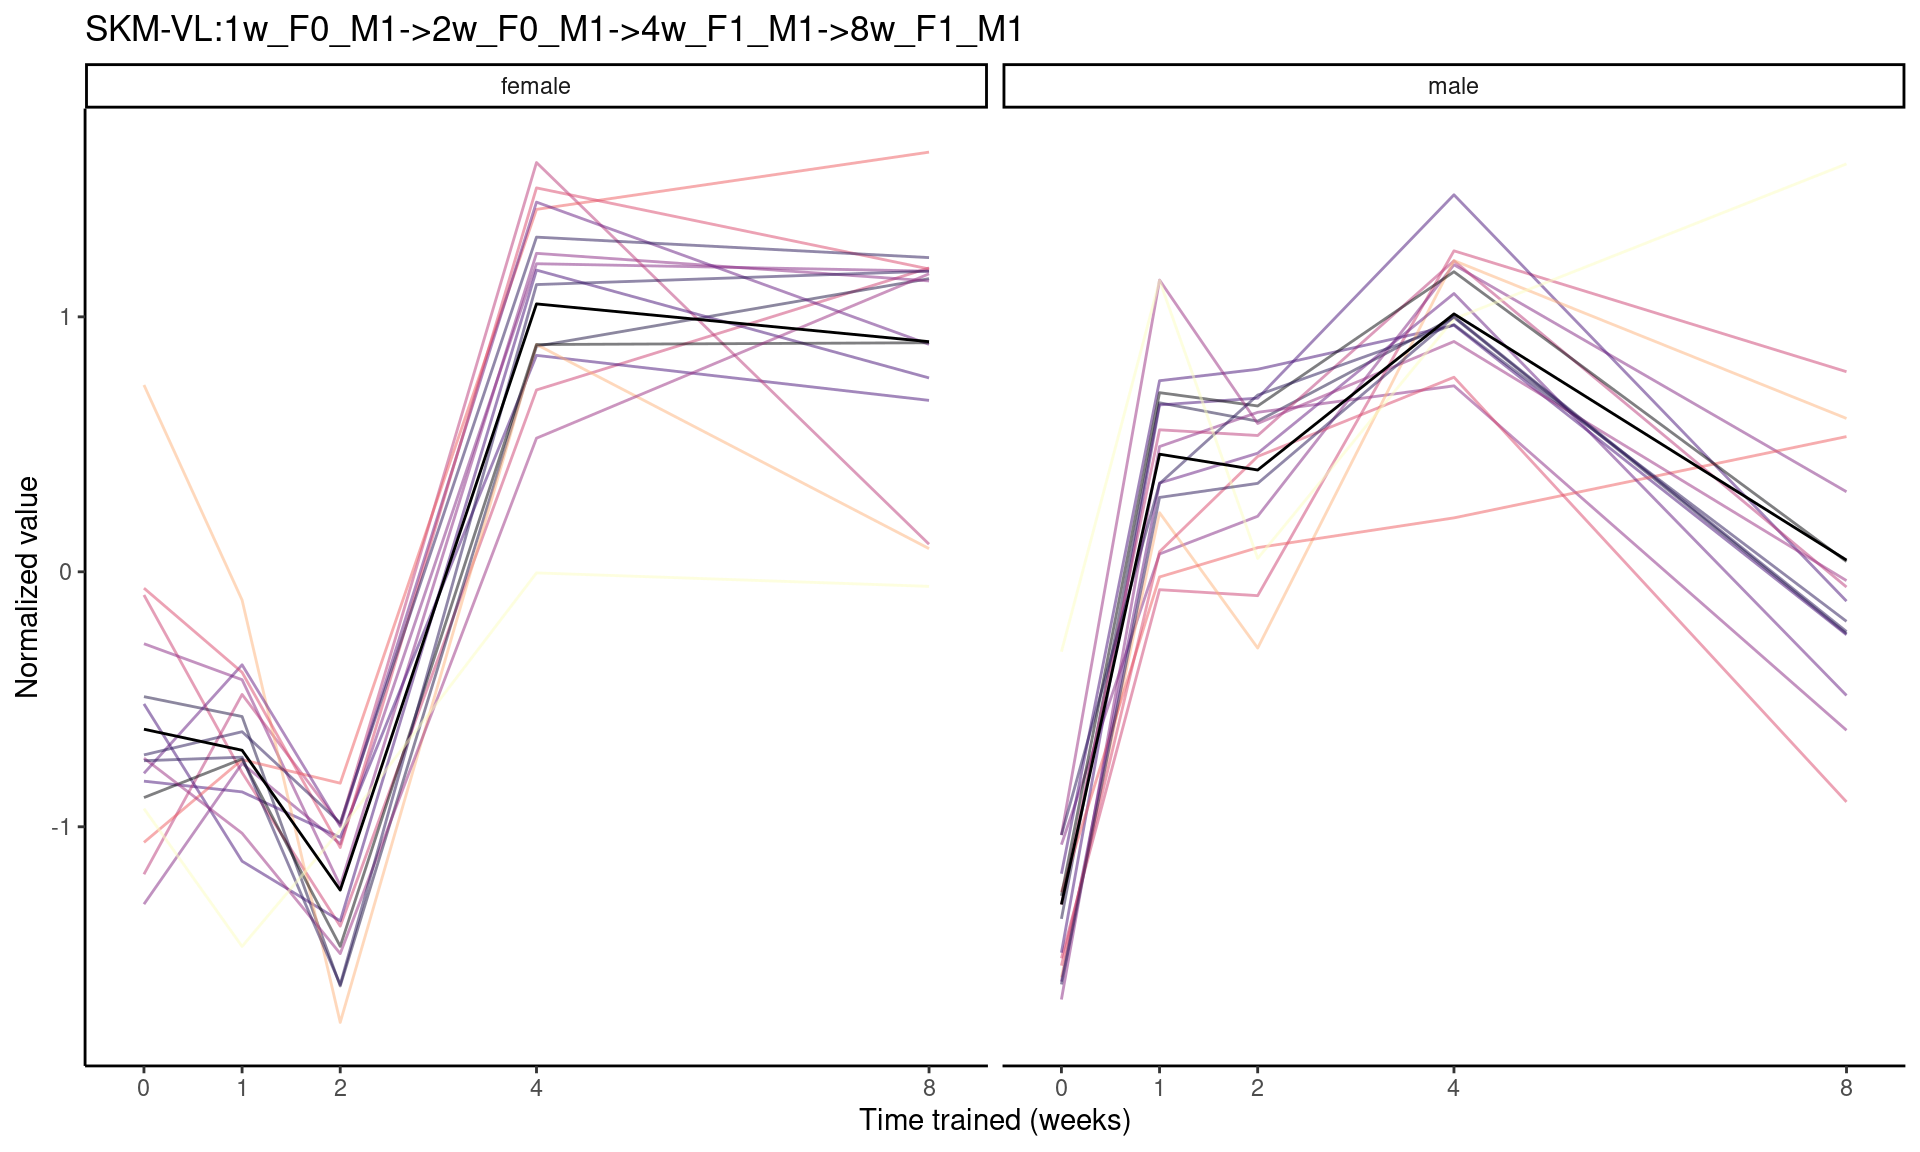 SKM-VL:1w_F0_M1->2w_F0_M1->4w_F1_M1->8w_F1_M1
female
male
Normalized value
1
0
-1
0 1 2 4 8
0 1 2 4 8
Time trained (weeks)